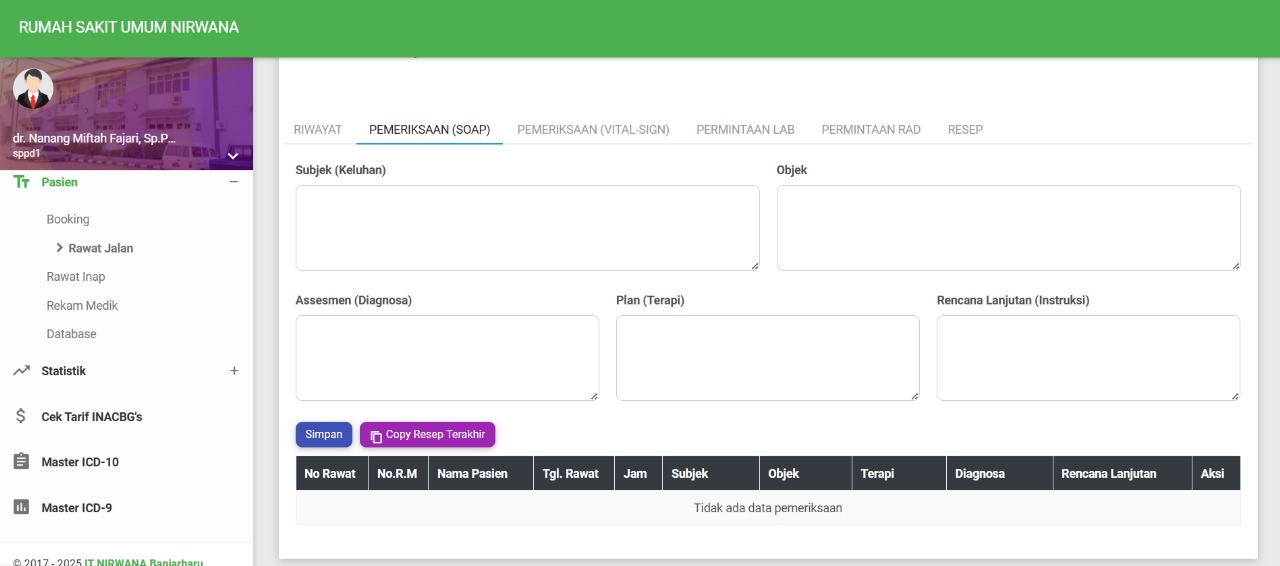 RUMAH SAKIT UMUM NIRWANA
dr. Nanang Miftah Fajari, Sp.P...
sppd1
Pasien
Booking
Rawat Jalan
Rawat Inap
Rekam Medik
Database
Statistik
Cek Tarif INACBG's
Master ICD-10
Master ICD-9
© 2017 - 2025 IT NIRWANA Banjarbaru
RIWAYAT PEMERIKSAAN (SOAP) PEMERIKSAAN (VITAL-SIGN) PERMINTAAN LAB PERMINTAAN RAD RESEP
Subjek (Keluhan) Objek
Assesmen (Diagnosa) Plan (Terapi) Rencana Lanjutan (Instruksi)
Simpan Copy Resep Terakhir
No Rawat No.R.M Nama Pasien Tgl. Rawat Jam Subjek Objek Terapi Diagnosa Rencana Lanjutan Aksi
Tidak ada data pemeriksaan